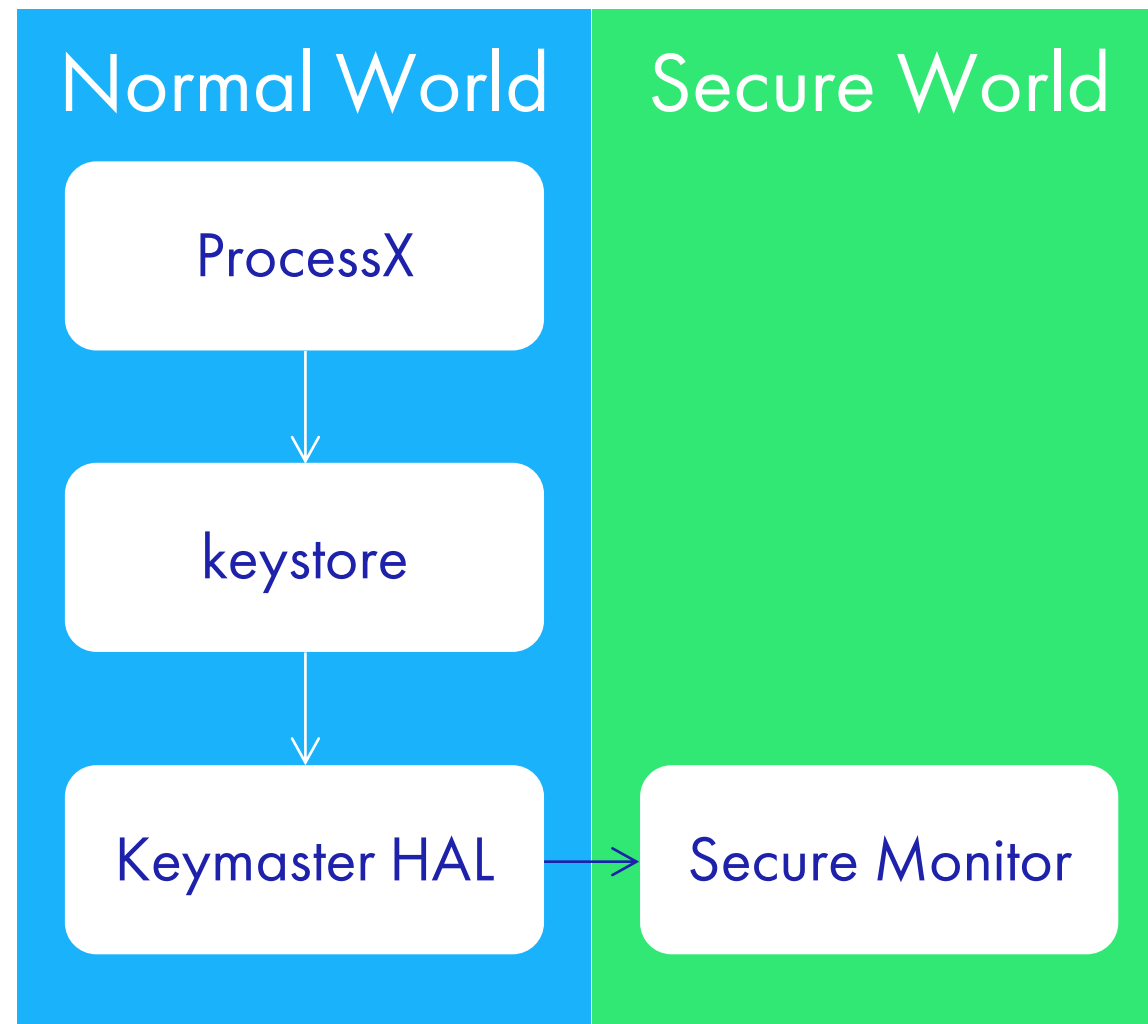 Normal World
Secure World
ProcessX
keystore
Keymaster HAL
Secure Monitor